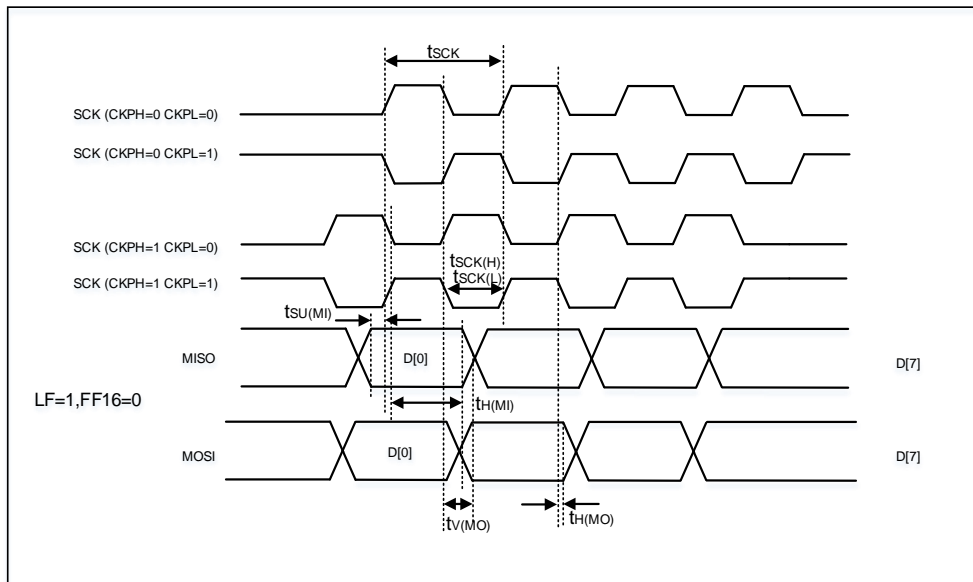 tSCK
SCK (CKPH=0 CKPL=0)
SCK (CKPH=0 CKPL=1)
SCK (CKPH=1 CKPL=0)
tSCK(H)
SCK (CKPH=1 CKPL=1)
tSCK(L)
tSU(MI)
MISO
D[0]
D[7]
LF=1,FF16=0
tH(MI)
MOSI
D[0]
D[7]
tV(MO)
tH(MO)